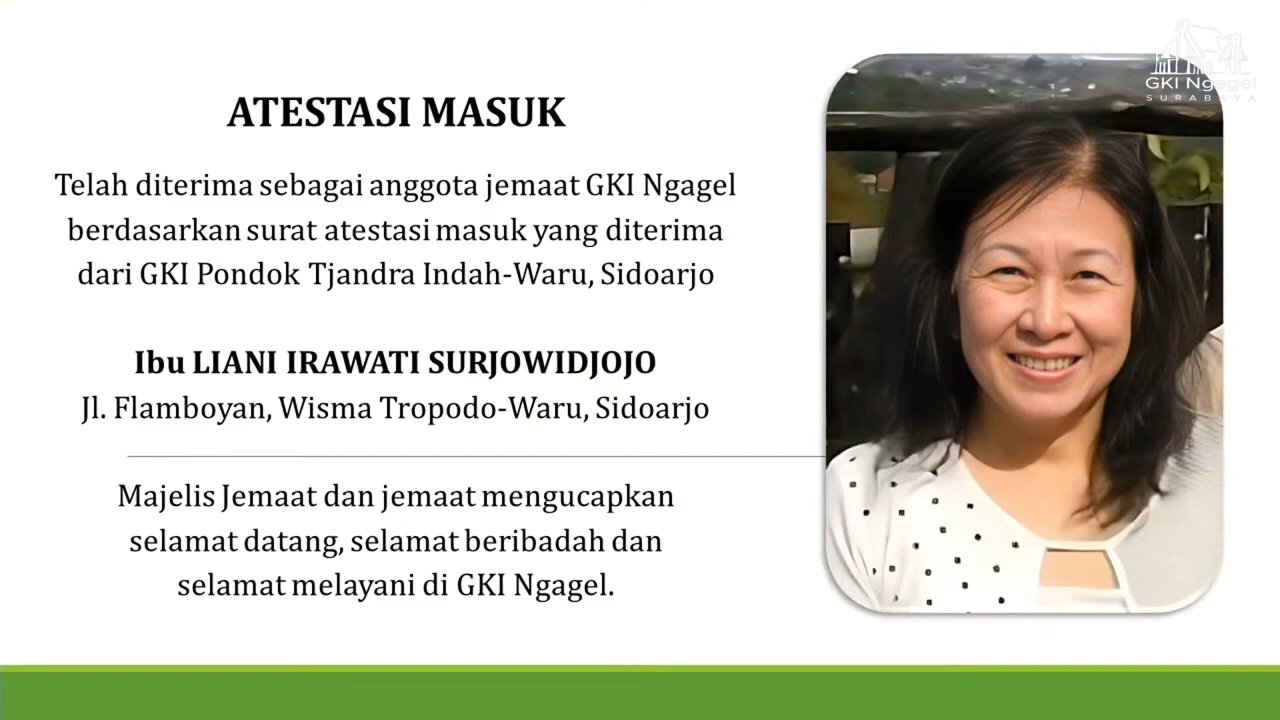 ATESTASI MASUK
Telah diterima sebagai anggota jemaat GKI Ngagel
berdasarkan surat atestasi masuk yang diterima
dari GKI Pondok Tjandra Indah-Waru, Sidoarjo
Ibu LIANI IRAWATI SURJOWIDJOJO
Jl. Flamboyan, Wisma Tropodo-Waru, Sidoarjo
Majelis Jemaat dan jemaat mengucapkan
selamat datang, selamat beribadah dan
selamat melayani di GKI Ngagel.
GKI Ngagel
SURABAYA